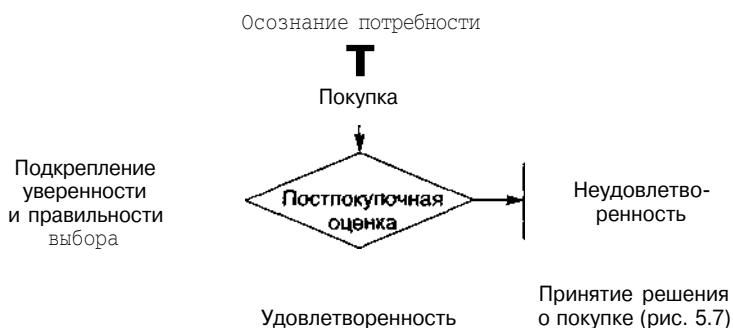 Осознание потребности
Покупка
Подкрепление
уверенности
и правильности
выбора
Постпокупочная
оценка
Неудовлетво-
ренность
Удовлетворенность
Принятие решения
о покупке (рис. 5.7)